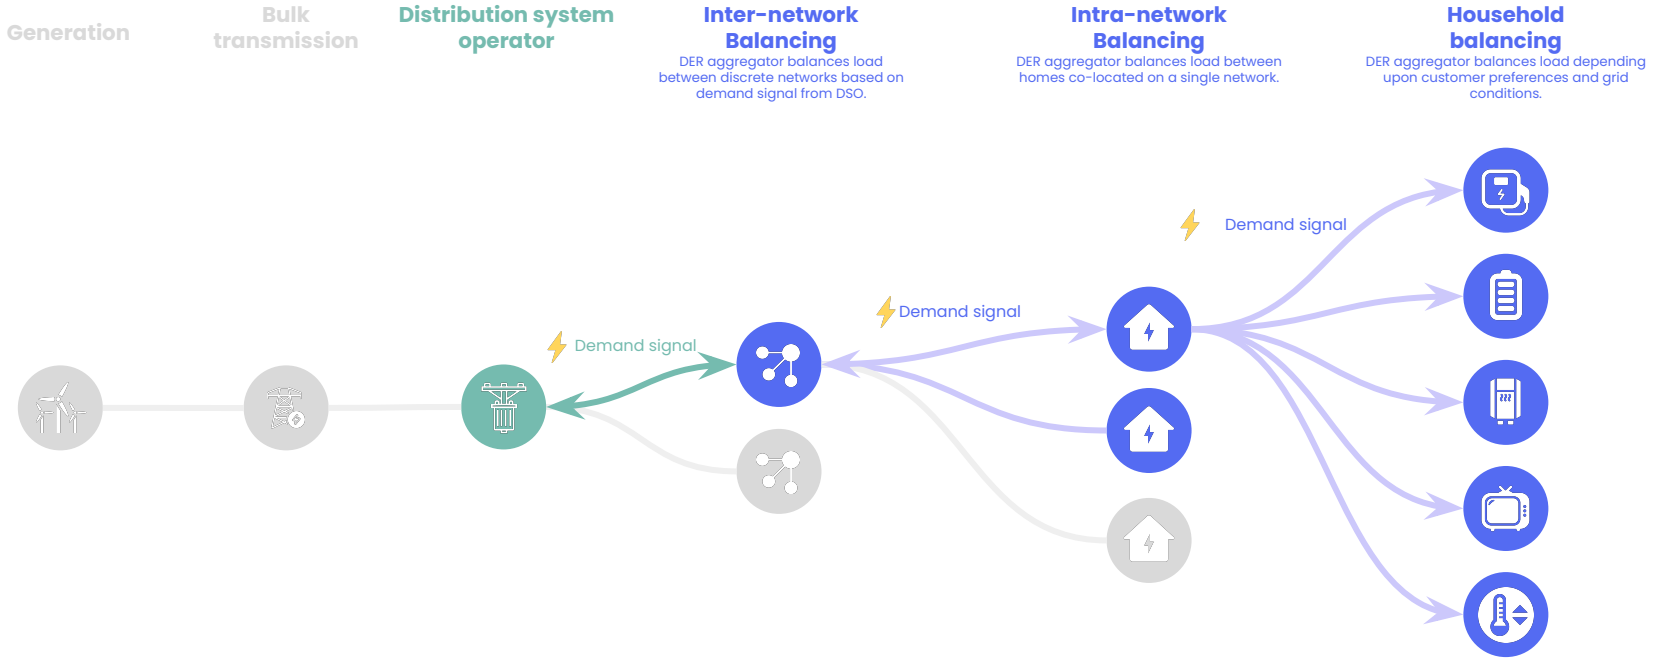 Generation
Bulk
transmission
Distribution system
operator
Inter-network
Balancing
DER aggregator balances load
between discrete networks based on
demand signal from DSO.
Intra-network
Balancing
DER aggregator balances load between
homes co-located on a single network.
Household
balancing
DER aggregator balances load depending
upon customer preferences and grid
conditions.
Demand signal
Demand signal
Demand signal